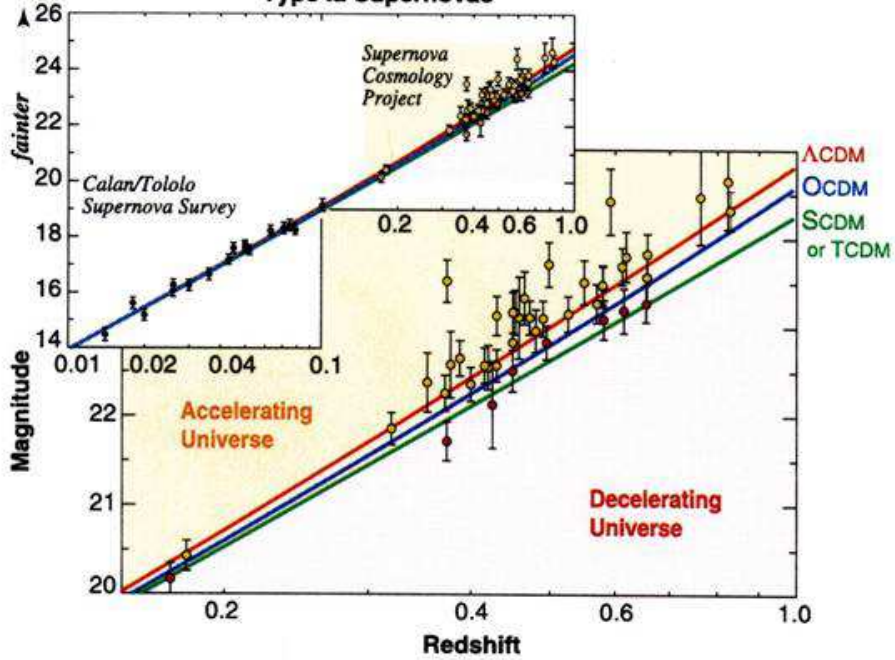 Type Ia Supernovae
fainter
26
24
22
20
18
16
14
Supernova
Cosmology
Project
Calan/Tololo
Supernova Survey
0.2
0.4
0.6
1.0
0.01
0.02
0.04
0.1
ΛCDM
OCDM
SCDM
or TCDM
Magnitude
22
21
20
Accelerating
Universe
Decelerating
Universe
0.2
0.4
0.6
1.0
Redshift